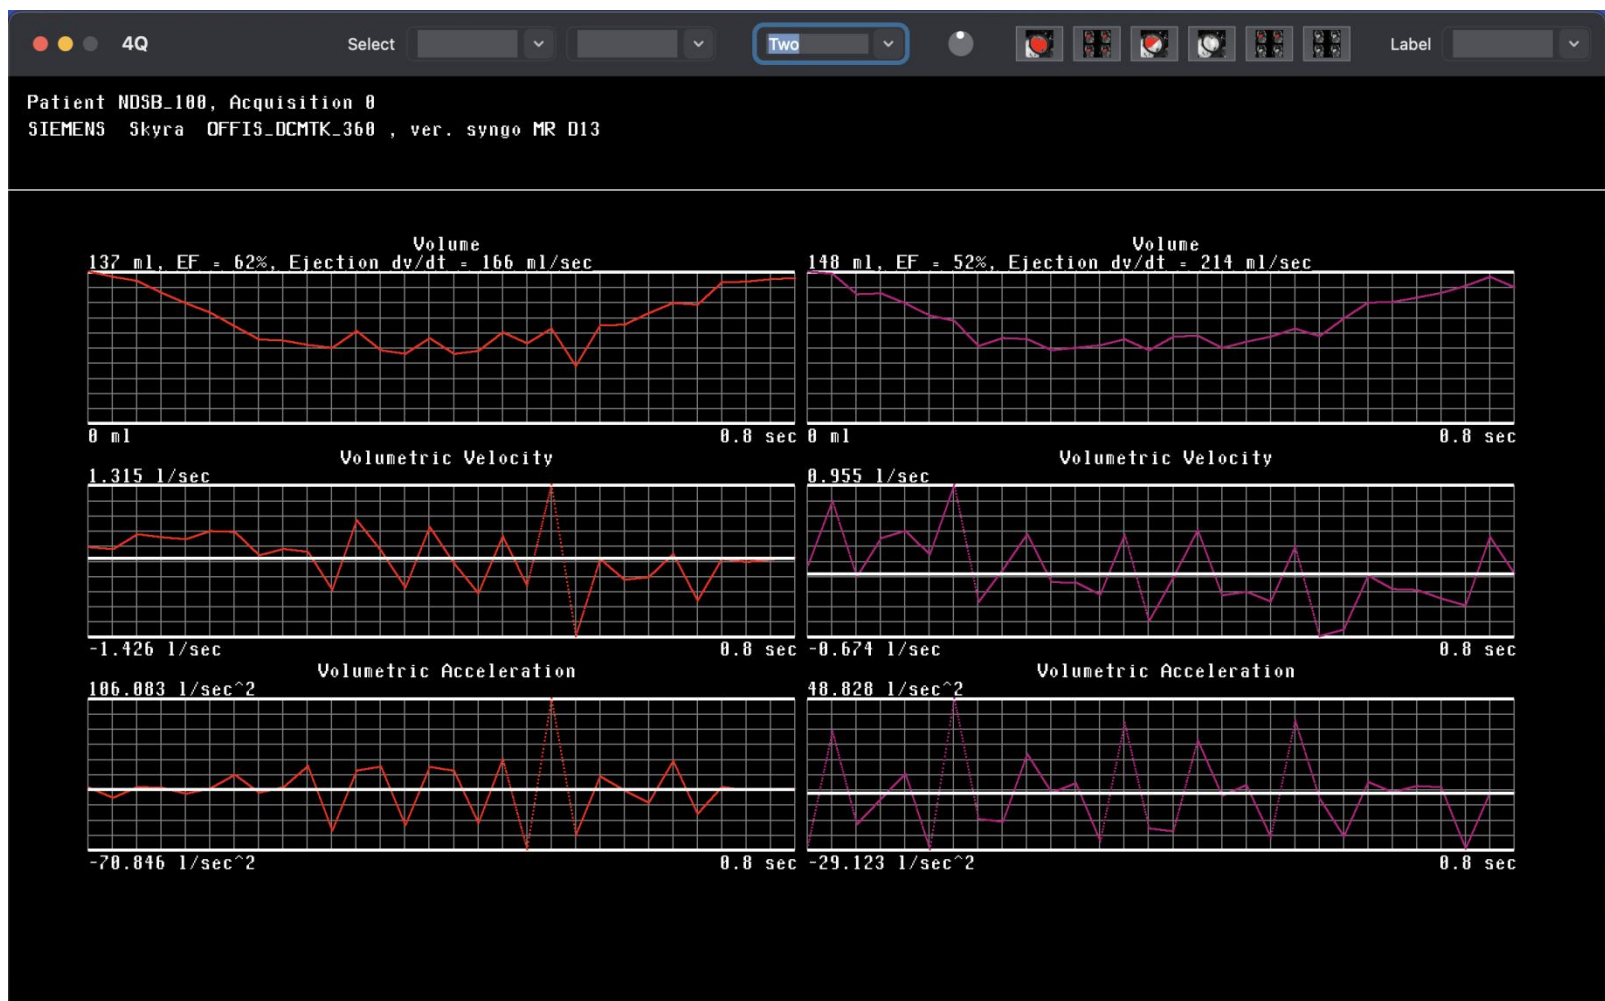 4Q
Select
Two
Label
Patient NDSB_100, Acquisition 0
SIEMENS Skyra OFFIS_DCMTK_360 , ver. syngo MR D13
Volume
137 ml, EF = 62%, Ejection dv/dt = 166 ml/sec
0 ml
0.8 sec
Volumetric Velocity
1.315 l/sec
-1.426 l/sec
0.8 sec
Volumetric Acceleration
106.083 l/sec^2
-70.846 l/sec^2
0.8 sec
Volume
148 ml, EF = 52%, Ejection dv/dt = 214 ml/sec
0 ml
0.8 sec
Volumetric Velocity
0.955 l/sec
-0.674 l/sec
0.8 sec
Volumetric Acceleration
48.828 l/sec^2
-29.123 l/sec^2
0.8 sec